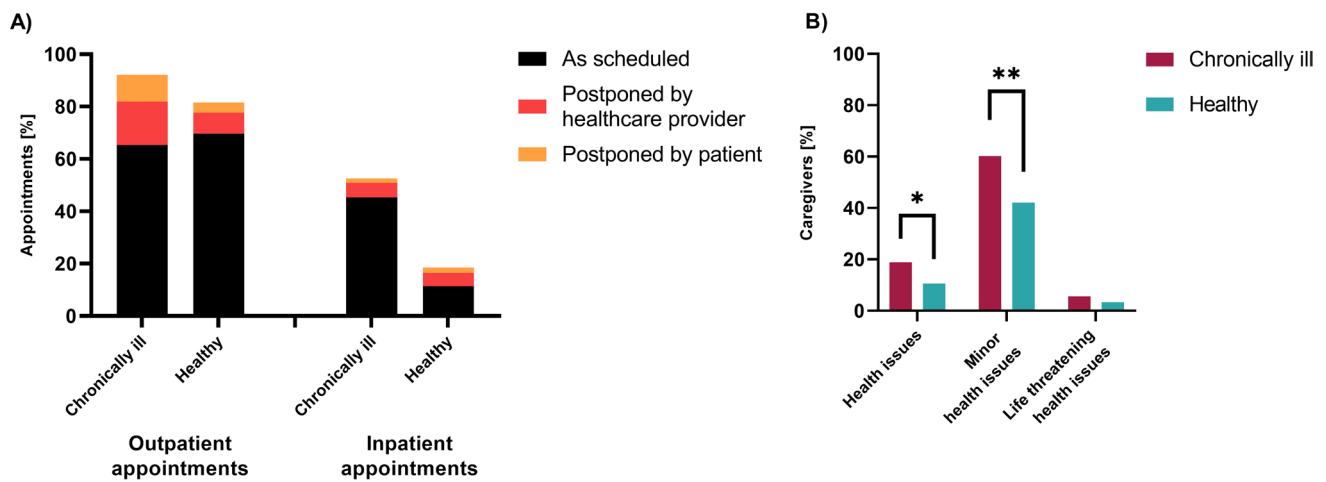 A)
Appointments [%]
100
80
60
40
20
0
Chronically ill
Healthy
Chronically ill
Healthy
Outpatient
appointments
Inpatient
appointments
As scheduled
Postponed by
healthcare provider
Postponed by patient
B)
Caregivers [%]
100
80
60
40
20
0
*
**
Health issues
Minor
health issues
Life threatening
health issues
Chronically ill
Healthy